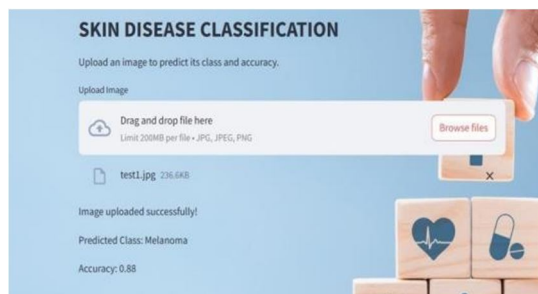 SKIN DISEASE CLASSIFICATION
Upload an image to predict its class and accuracy.
Upload Image
Drag and drop file here
Limit 200MB per file • JPG, JPEG, PNG
Browse files
test1.jpg 236.6KB
Image uploaded successfully!
Predicted Class: Melanoma
Accuracy: 0.88